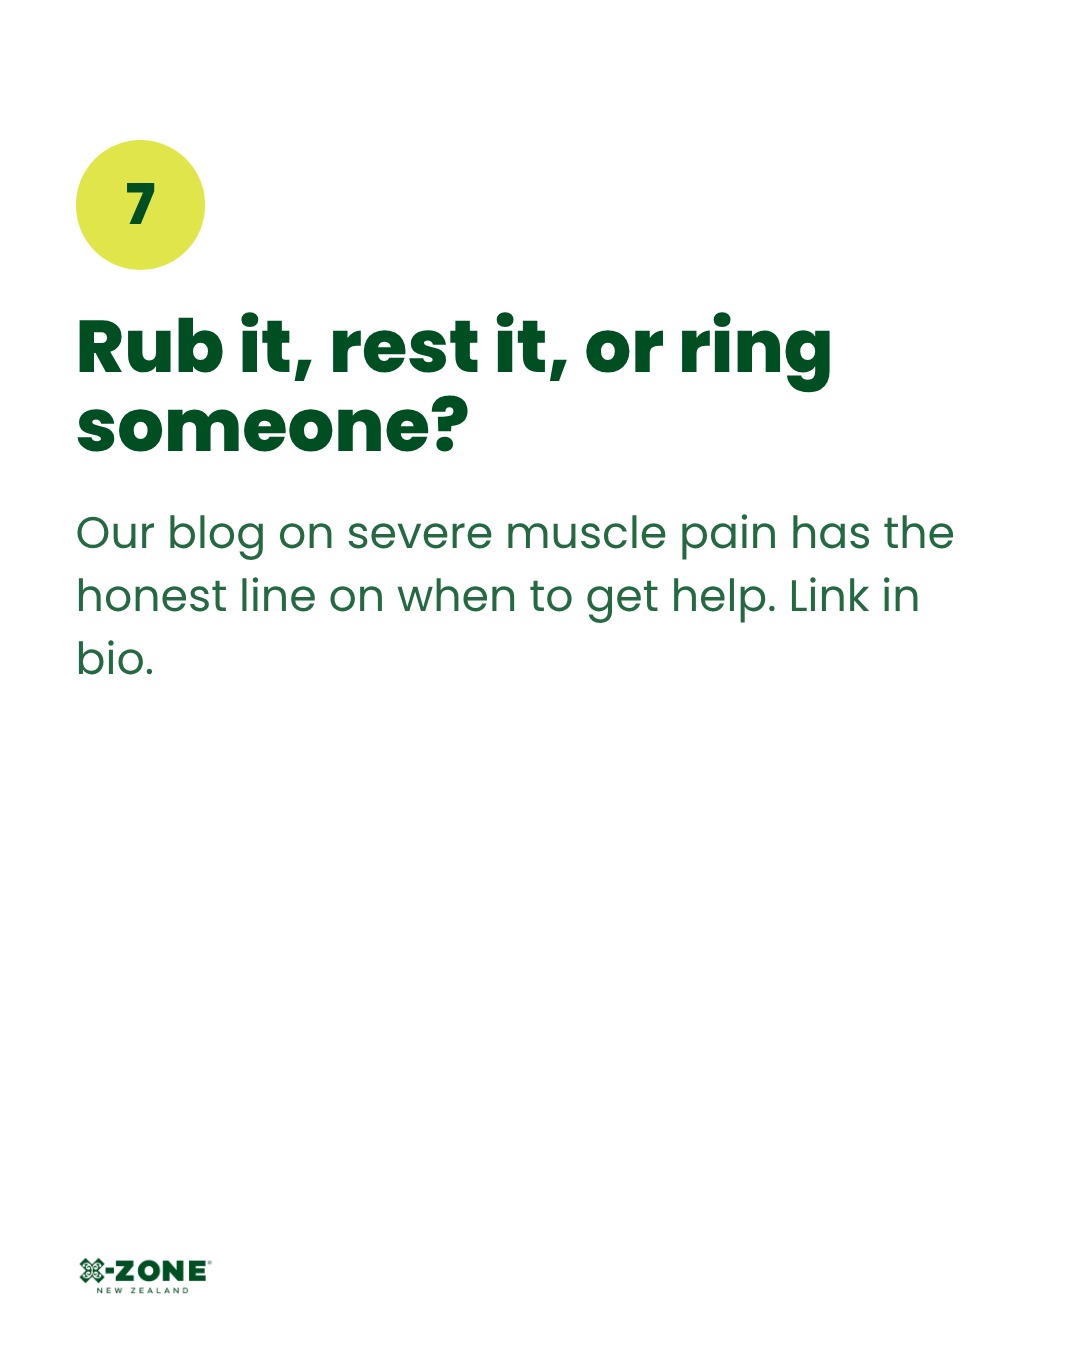 7
Rub it, rest it, or ring
someone?
Our blog on severe muscle pain has the
honest line on when to get help. Link in
bio.
X-ZONE®
NEW ZEALAND